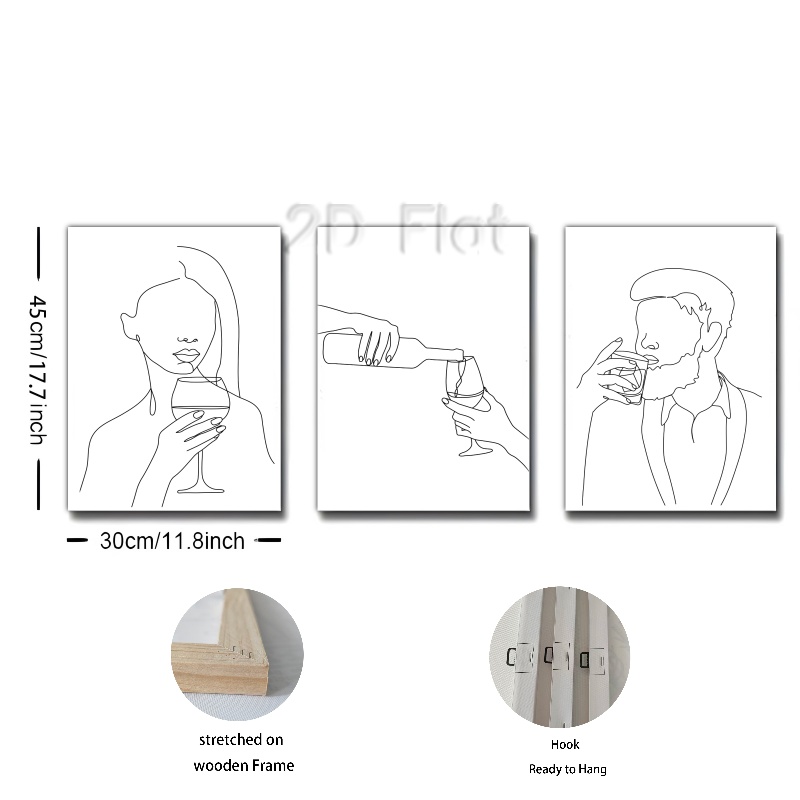 2D Flat
45cm/17.7inch
30cm/11.8inch
stretched on
wooden Frame
Hook
Ready to Hang